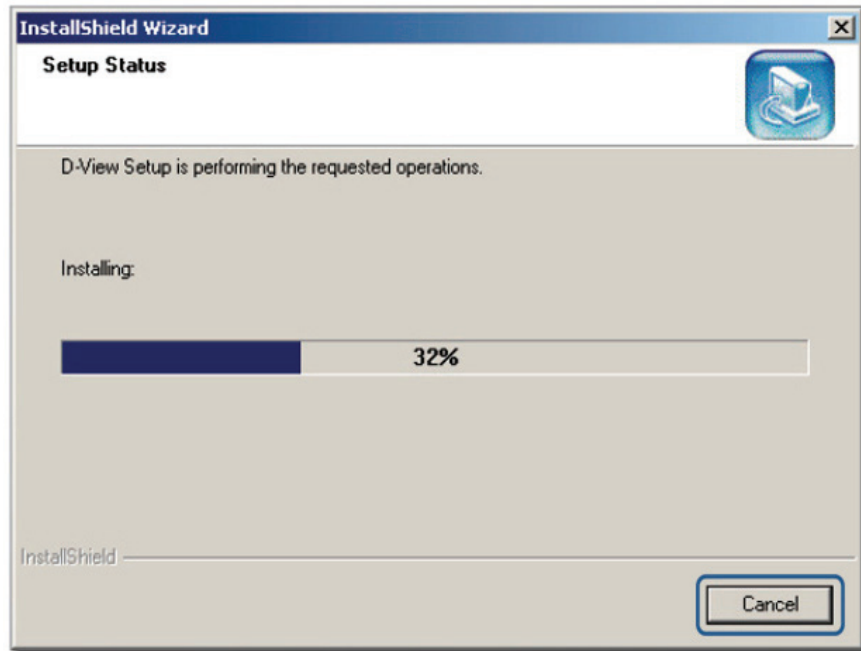 InstallShield Wizard
Setup Status
D-View Setup is performing the requested operations.
Installing:
32%
InstallShield
Cancel